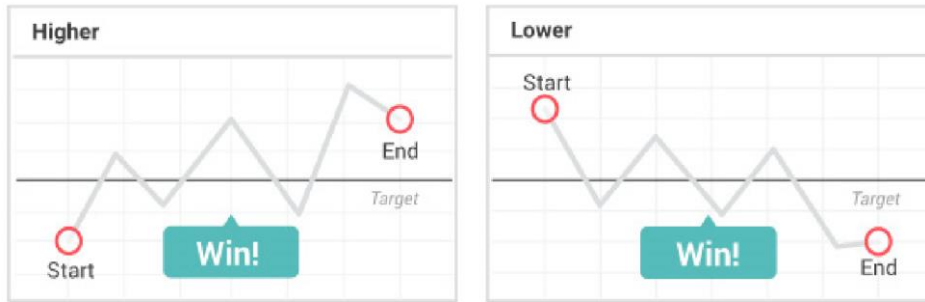 Higher
End
Target
Win!
Start
Lower
Start
Target
Win!
End